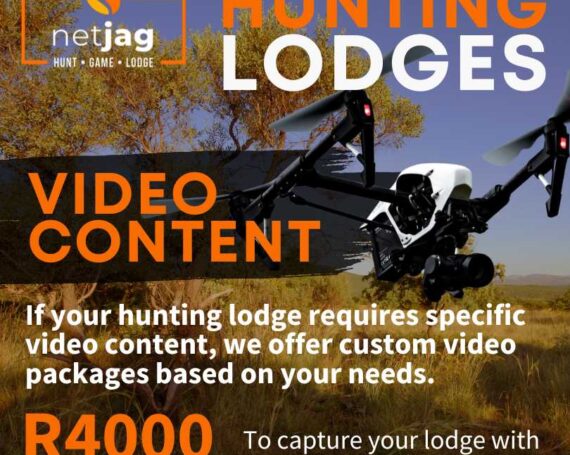 HUNTING
netjag
HUNT • GAME • LODGE
LODGES
VIDEO
CONTENT
If your hunting lodge requires specific
video content, we offer custom video
packages based on your needs.
R4000
To capture your lodge with